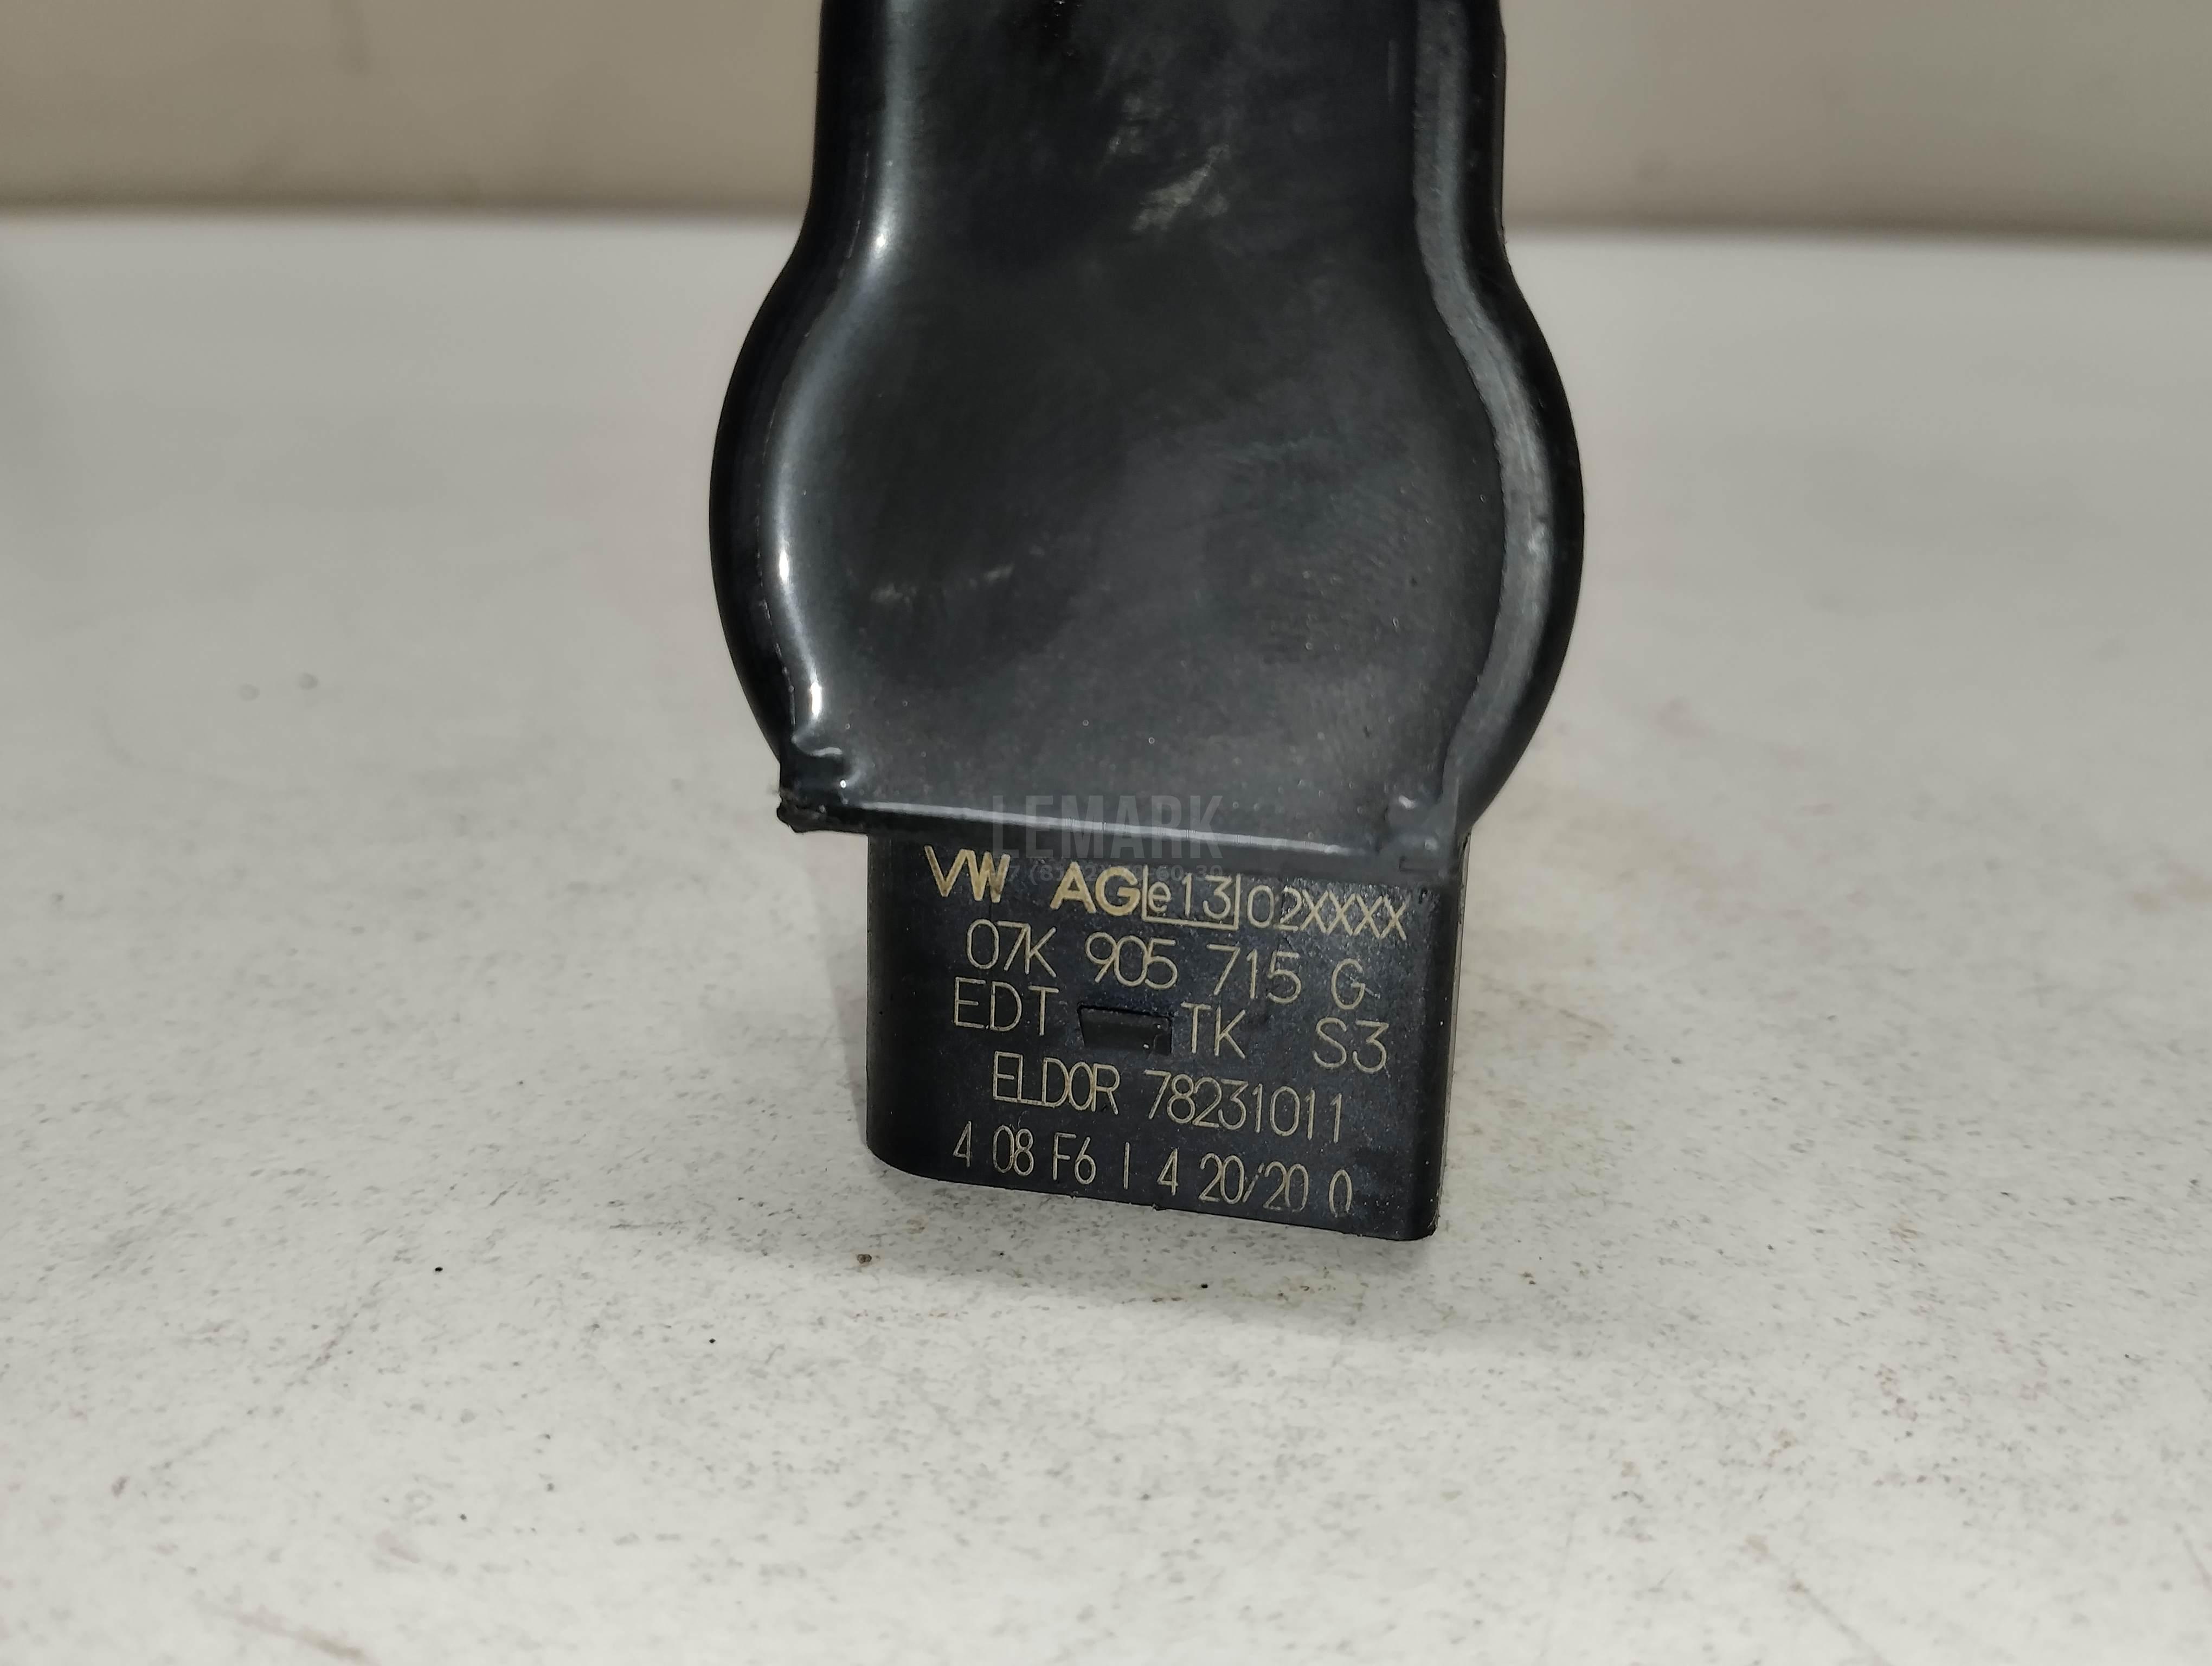 LEMARK
VW AG e13 02XXXX
07K 905 715 G
EDT TK S3
ELDOR 78231011
4 08 F6 I 4 20/20 0